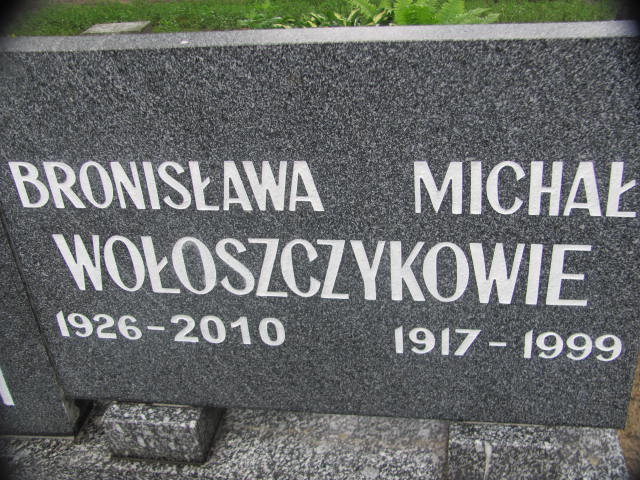 BRONISŁAWA MICHAŁ
WOŁOSZCZYKOWIE
1926-2010 1917-1999